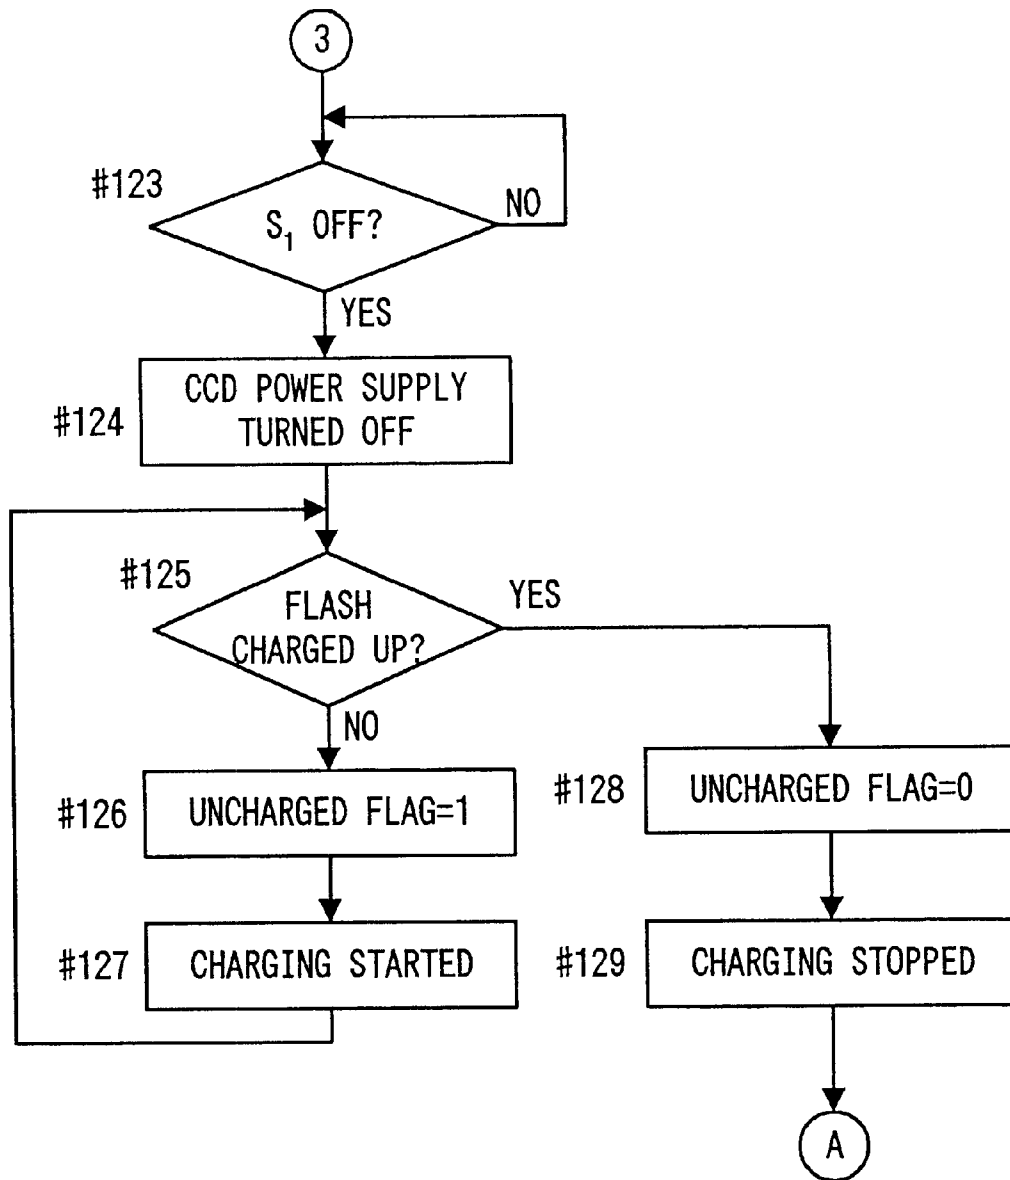 3
#123
S₁ OFF?
NO
YES
#124
CCD POWER SUPPLY
TURNED OFF
#125
FLASH
CHARGED UP?
YES
NO
#126
UNCHARGED FLAG=1
#128
UNCHARGED FLAG=0
#127
CHARGING STARTED
#129
CHARGING STOPPED
A